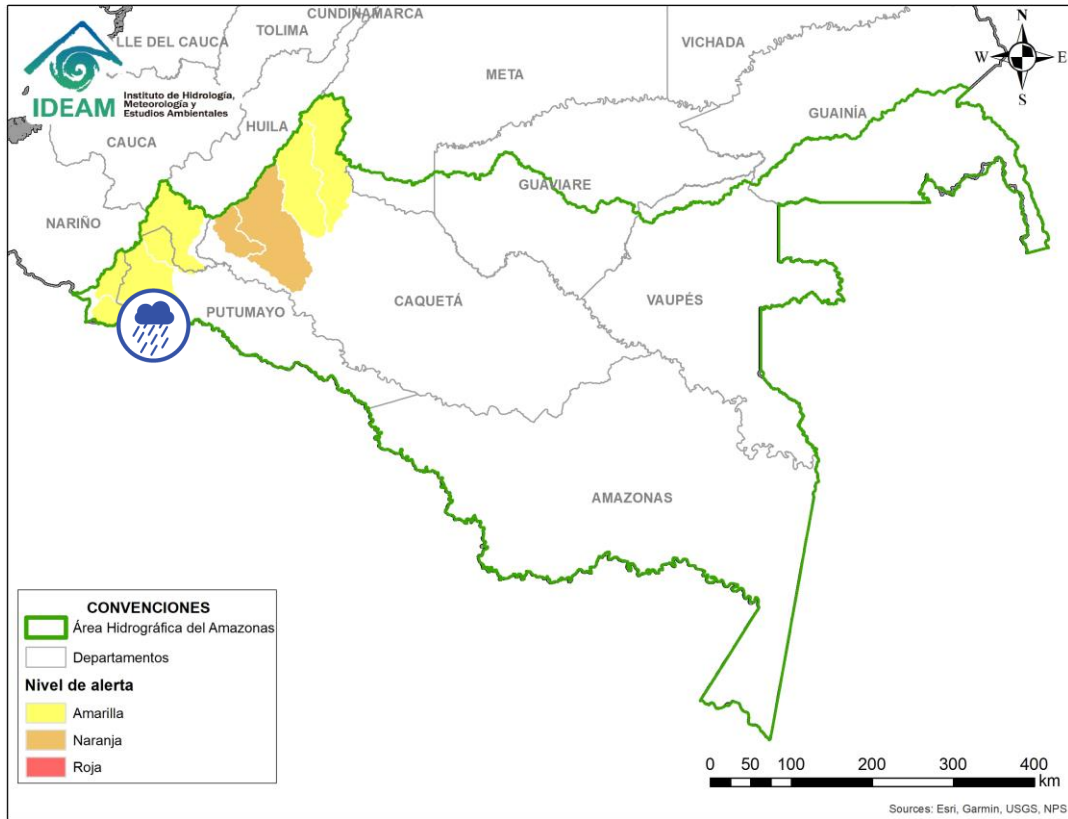 CUNDINAMARCA
LLE DEL CAUCA
TOLIMA
VICHADA
N
W
E
S
META
IDEAM
Instituto de Hidrología,
Meteorología y
Estudios Ambientales
GUAINÍA
HUILA
CAUCA
GUAVIARE
NARIÑO
CAQUETÁ
VAUPÉS
PUTUMAYO
AMAZONAS
CONVENCIONES
Área Hidrográfica del Amazonas
Departamentos
Nivel de alerta
Amarilla
Naranja
Roja
0 50 100 200 300 400
km
Sources: Esri, Garmin, USGS, NPS